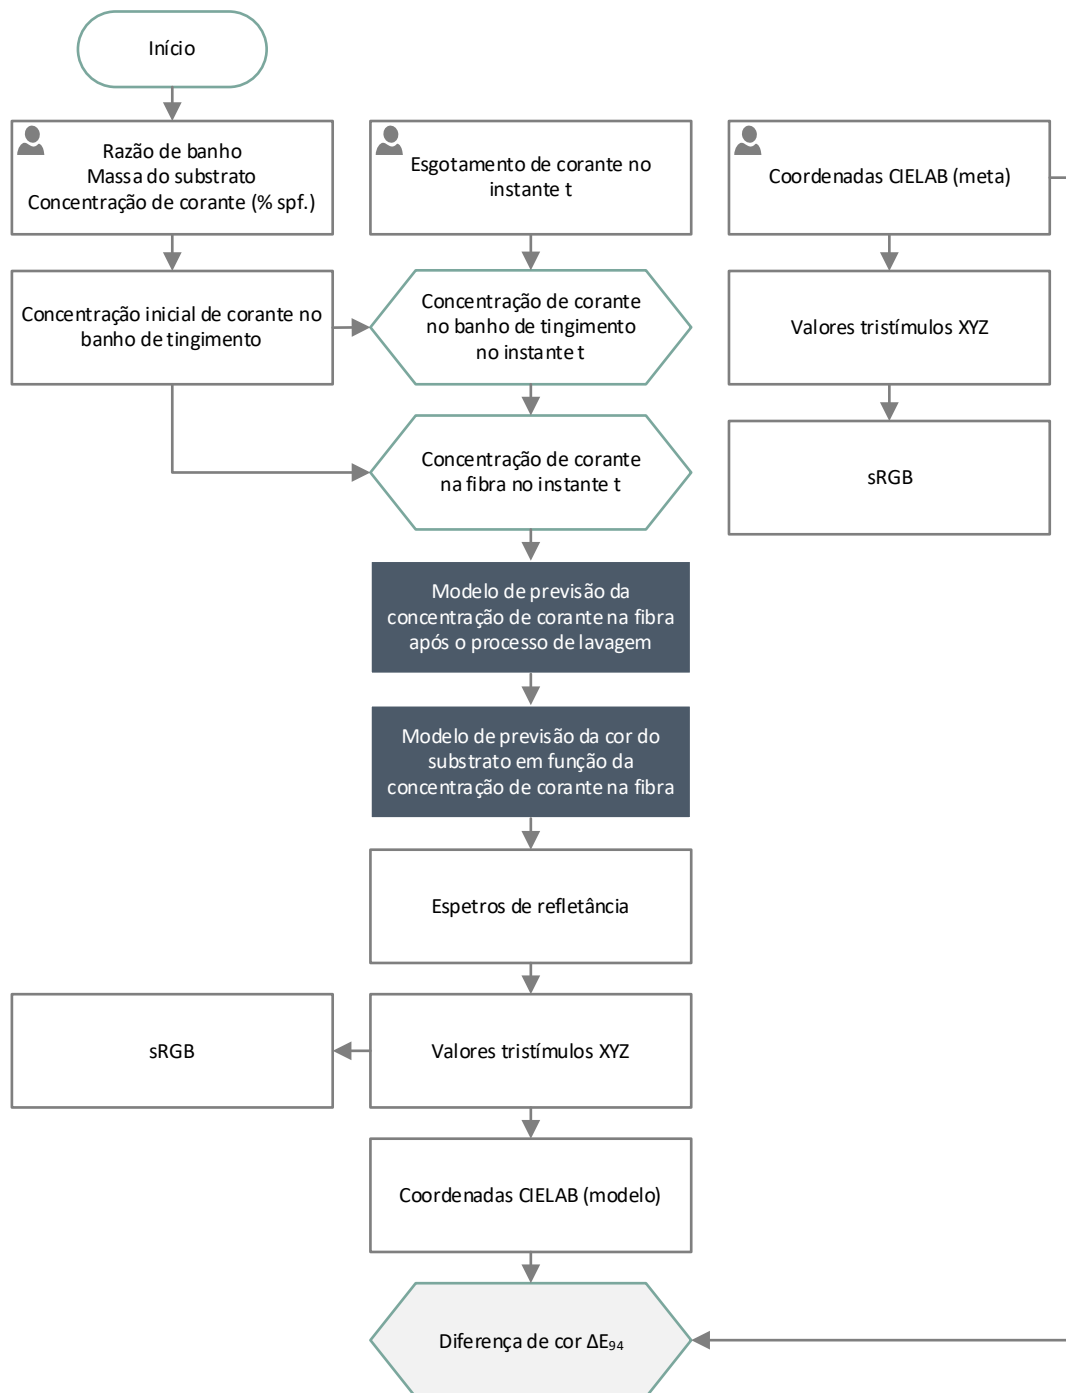 Início
Razão de banho
Massa do substrato
Concentração de corante (% spf.)
Esgotamento de corante no
instante t
Coordenadas CIELAB (meta)
Concentração inicial de corante no
banho de tingimento
Concentração de corante
no banho de tingimento
no instante t
Valores tristímulos XYZ
Concentração de corante
na fibra no instante t
sRGB
Modelo de previsão da
concentração de corante na fibra
após o processo de lavagem
Modelo de previsão da cor do
substrato em função da
concentração de corante na fibra
Espetros de refletância
sRGB
Valores tristímulos XYZ
Coordenadas CIELAB (modelo)
Diferença de cor ΔE₉₄